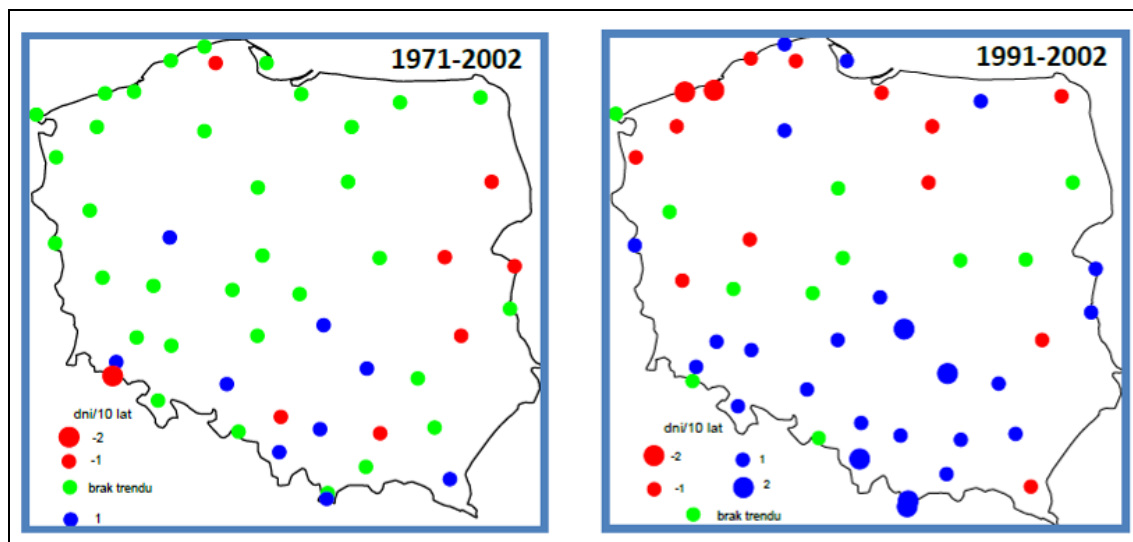 1971-2002
dni/10 lat
-2
-1
brak trendu
1
1991-2002
dni/10 lat
-2
1
-1
2
brak trendu